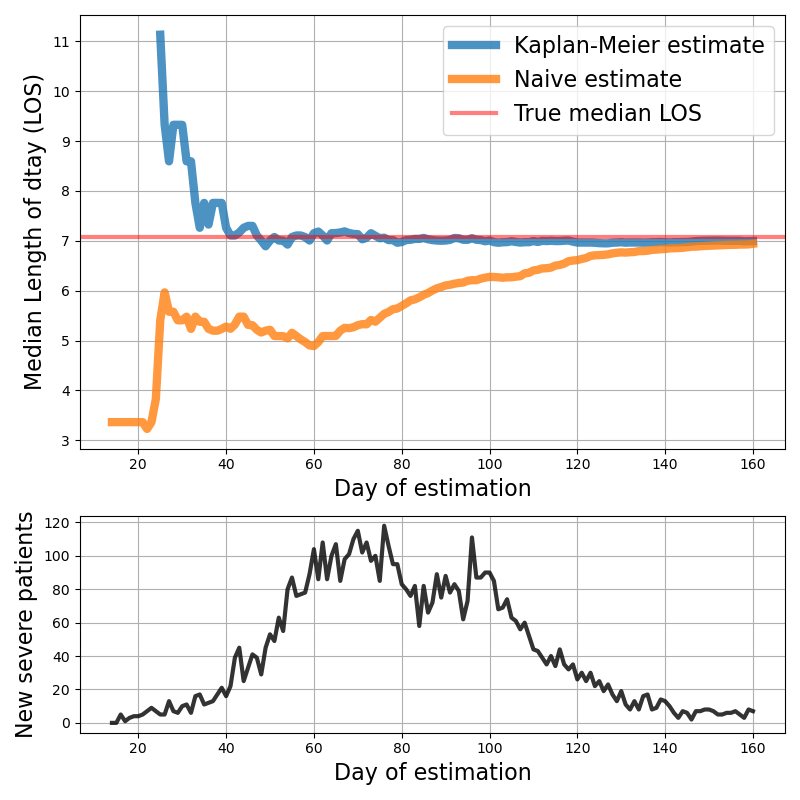 Median Length of dtay (LOS)
11
10
9
8
7
6
5
4
3
Kaplan-Meier estimate
Naive estimate
True median LOS
20 40 60 80 100 120 140 160
Day of estimation
New severe patients
120
100
80
60
40
20
0
20 40 60 80 100 120 140 160
Day of estimation